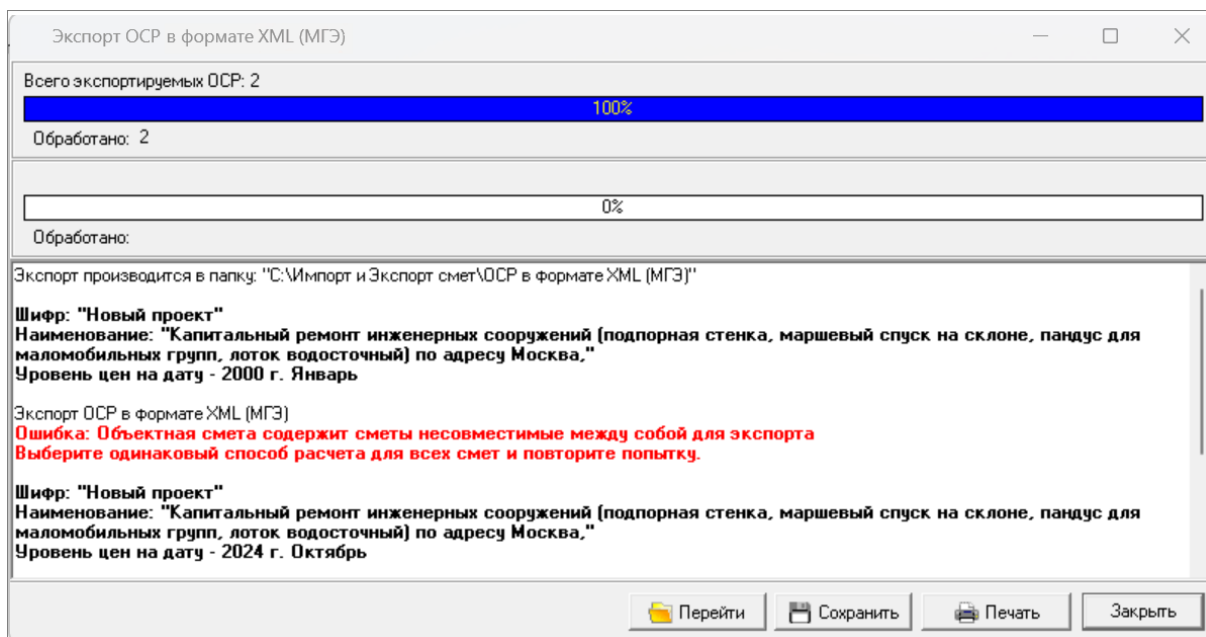 Экспорт ОСР в формате XML (МГЭ)
Всего экспортируемых ОСР: 2
100%
Обработано: 2
0%
Обработано:
Экспорт производится в папку: "C:\Импорт и Экспорт смет\ОСР в формате XML (МГЭ)"
Шифр: "Новый проект"
Наименование: "Капитальный ремонт инженерных сооружений (подпорная стенка, маршевый спуск на склоне, пандус для
маломобильных групп, лоток водосточный) по адресу Москва,"
Уровень цен на дату - 2000 г. Январь
Экспорт ОСР в формате XML (МГЭ)
Ошибка: Объектная смета содержит сметы несовместимые между собой для экспорта
Выберите одинаковый способ расчета для всех смет и повторите попытку.
Шифр: "Новый проект"
Наименование: "Капитальный ремонт инженерных сооружений (подпорная стенка, маршевый спуск на склоне, пандус для
маломобильных групп, лоток водосточный) по адресу Москва,"
Уровень цен на дату - 2024 г. Октябрь
Перейти Сохранить Печать Закрыть